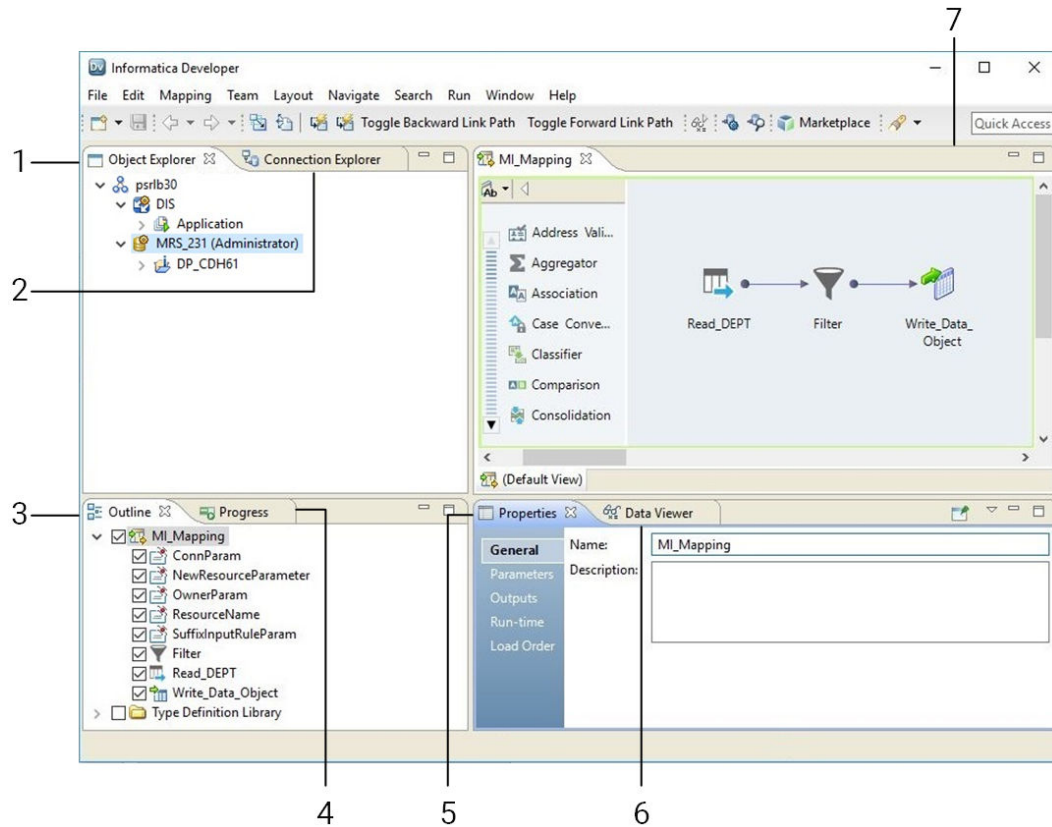 7
Informatica Developer
File Edit Mapping Team Layout Navigate Search Run Window Help
Toggle Backward Link Path Toggle Forward Link Path Marketplace Quick Access
1
Object Explorer
Connection Explorer
psrlb30
DIS
Application
MRS_231 (Administrator)
DP_CDH61
2
MI_Mapping
Ab
Address Vali...
Aggregator
Association
Case Conve...
Classifier
Comparison
Consolidation
Read_DEPT
Filter
Write_Data_
Object
(Default View)
3
Outline
Progress
MI_Mapping
ConnParam
NewResourceParameter
OwnerParam
ResourceName
SuffixInputRuleParam
Filter
Read_DEPT
Write_Data_Object
Type Definition Library
Properties
Data Viewer
General
Parameters
Outputs
Run-time
Load Order
Name: MI_Mapping
Description:
4
5
6